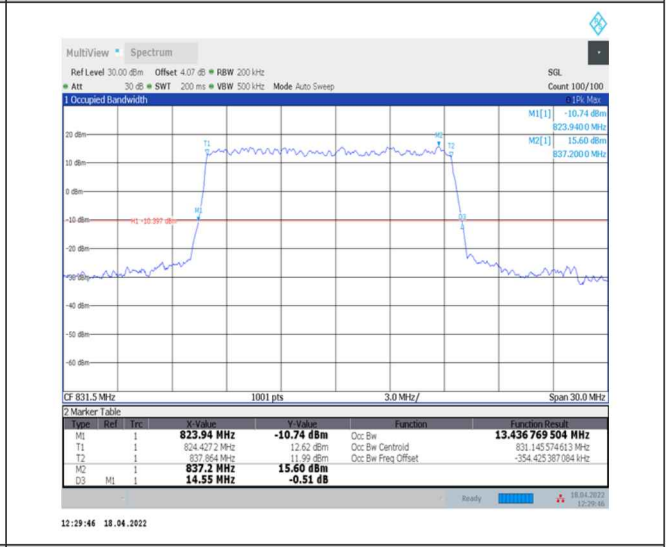 MultiView Spectrum
Ref Level 30.00 dBm Offset 4.07 dB RBW 200 kHz SGL
Att 30 dB SWT 200 ms VBW 500 kHz Mode Auto Sweep Count 100/100
1 Occupied Bandwidth 1Pk Max
M1[1] -10.74 dBm
823.9400 MHz
M2[1] 15.60 dBm
837.2000 MHz
20 dBm
T1
M2
T2
10 dBm
0 dBm
M1
D3
-10 dBm
H1 -10.397 dBm
-20 dBm
-30 dBm
-40 dBm
-50 dBm
-60 dBm
CF 831.5 MHz 1001 pts 3.0 MHz/ Span 30.0 MHz
2 Marker Table
Type Ref Trc X-Value Y-Value Function Function Result
M1 1 823.94 MHz -10.74 dBm Occ Bw 13.436 769 504 MHz
T1 1 824.427 2 MHz 12.62 dBm Occ Bw Centroid 831.145 574 613 MHz
T2 1 837.864 MHz 11.99 dBm Occ Bw Freq Offset -354.425 387 084 kHz
M2 1 837.2 MHz 15.60 dBm
D3 M1 1 14.55 MHz -0.51 dB
Ready 18.04.2022
12:29:46
12:29:46 18.04.2022